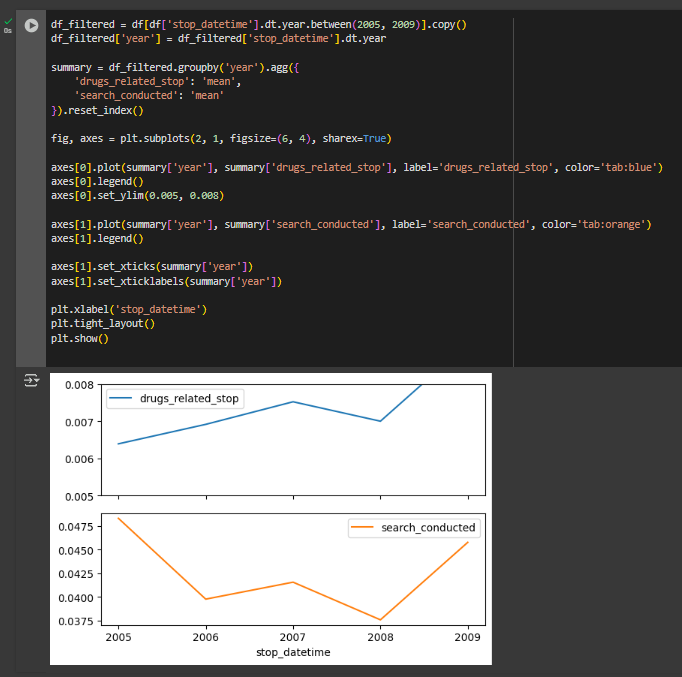 0s
df_filtered = df[df['stop_datetime'].dt.year.between(2005, 2009)].copy()
df_filtered['year'] = df_filtered['stop_datetime'].dt.year
summary = df_filtered.groupby('year').agg({
    'drugs_related_stop': 'mean',
    'search_conducted': 'mean'
}).reset_index()
fig, axes = plt.subplots(2, 1, figsize=(6, 4), sharex=True)
axes[0].plot(summary['year'], summary['drugs_related_stop'], label='drugs_related_stop', color='tab:blue')
axes[0].legend()
axes[0].set_ylim(0.005, 0.008)
axes[1].plot(summary['year'], summary['search_conducted'], label='search_conducted', color='tab:orange')
axes[1].legend()
axes[1].set_xticks(summary['year'])
axes[1].set_xticklabels(summary['year'])
plt.xlabel('stop_datetime')
plt.tight_layout()
plt.show()
0.008
drugs_related_stop
0.007
0.006
0.005
0.0475
search_conducted
0.0450
0.0425
0.0400
0.0375
2005 2006 2007 2008 2009
stop_datetime